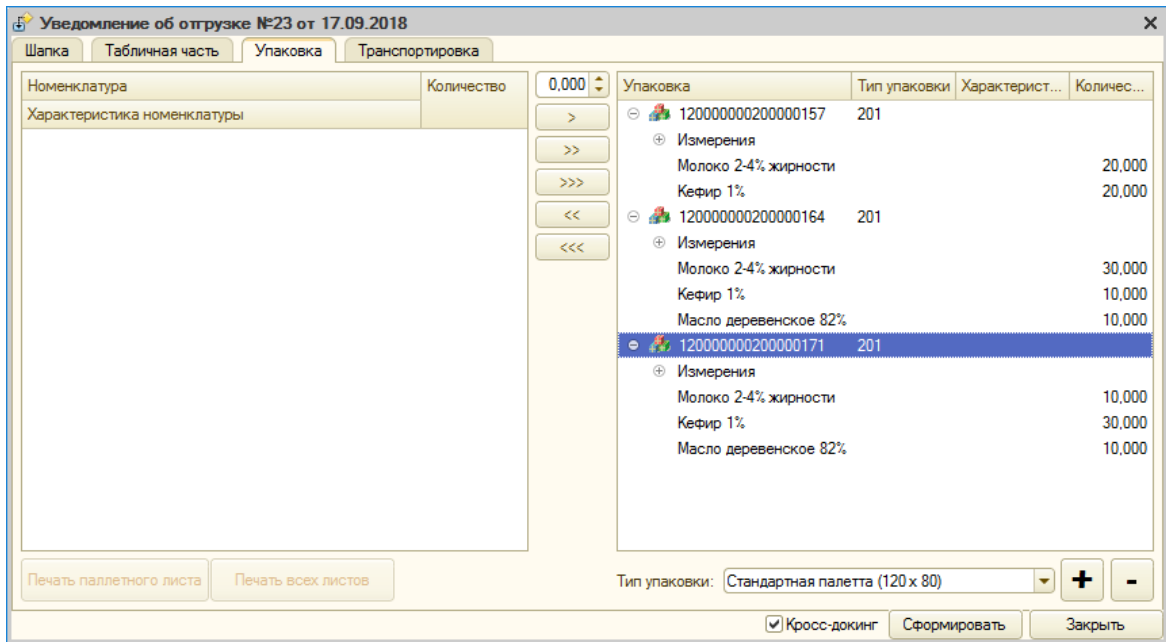 Уведомление об отгрузке №23 от 17.09.2018
Шапка Табличная часть Упаковка Транспортировка
Номенклатура Количество
Характеристика номенклатуры
0,000
>
>>
>>>
<<
<<<
Упаковка Тип упаковки Характерист... Количес...
120000000200000157 201
Измерения
Молоко 2-4% жирности 20,000
Кефир 1% 20,000
120000000200000164 201
Измерения
Молоко 2-4% жирности 30,000
Кефир 1% 10,000
Масло деревенское 82% 10,000
120000000200000171 201
Измерения
Молоко 2-4% жирности 10,000
Кефир 1% 30,000
Масло деревенское 82% 10,000
Печать паллетного листа Печать всех листов
Тип упаковки: Стандартная палетта (120 x 80) + -
Кросс-докинг Сформировать Закрыть